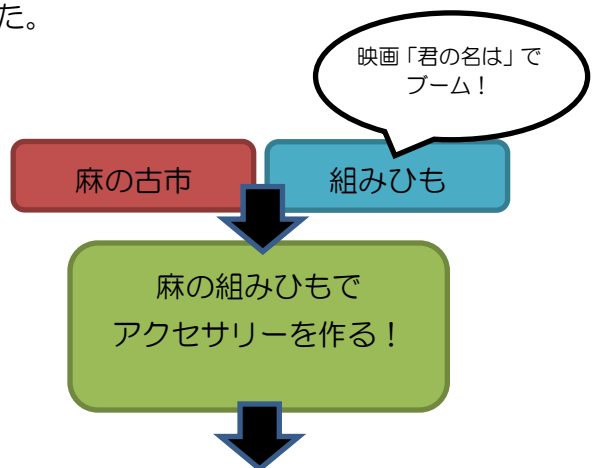 た。
映画「君の名は」で
ブーム！
麻の古市
組みひも
麻の組みひもで
アクセサリーを作る！